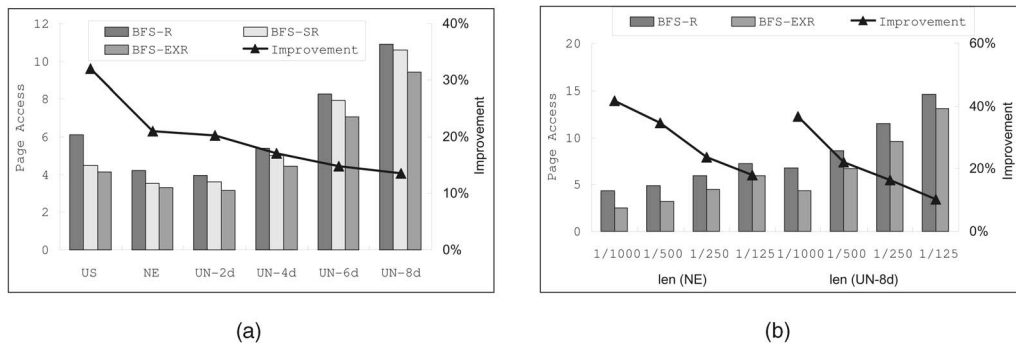 12
10
8
6
4
2
0
Page Access
BFS-R
BFS-SR
BFS-EXR
Improvement
40%
30%
20%
10%
0%
Improvement
US
NE
UN-2d
UN-4d
UN-6d
UN-8d
(a)
BFS-R
BFS-EXR
Improvement
20
15
10
5
0
Page Access
60%
40%
20%
0%
Improvement
1/1000 1/500 1/250 1/125 1/1000 1/500 1/250 1/125
len (NE)
len (UN-8d)
(b)